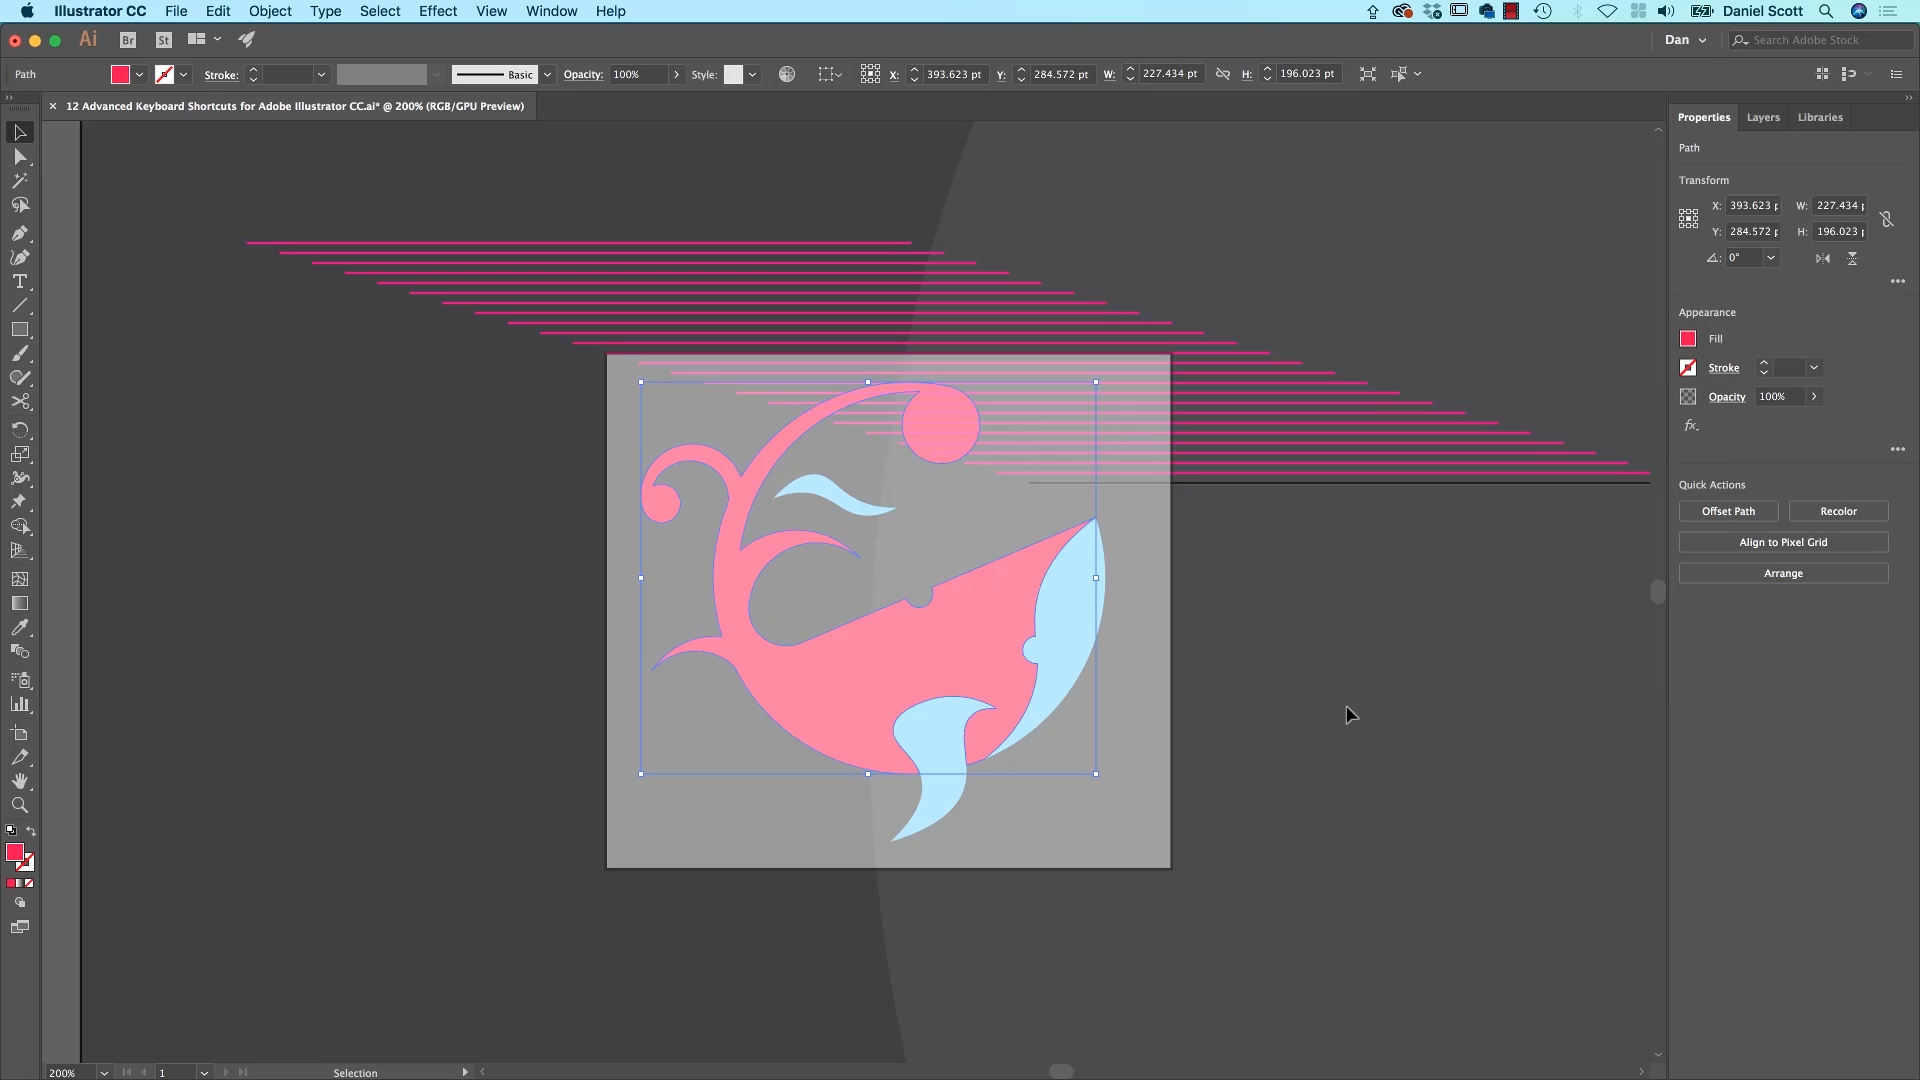 Illustrator CC File Edit Object Type Select Effect View Window Help Daniel Scott
Ai Br St Dan Search Adobe Stock
Path Stroke: Basic Opacity: 100% Style: X: 393.623 pt Y: 284.572 pt W: 227.434 pt H: 196.023 pt
12 Advanced Keyboard Shortcuts for Adobe Illustrator CC.ai* @ 200% (RGB/GPU Preview)
Properties Layers Libraries
Path
Transform
X: 393.623 W: 227.434
Y: 284.572 H: 196.023
0°
Appearance
Fill
Stroke
Opacity 100%
fx.
Quick Actions
Offset Path Recolor
Align to Pixel Grid
Arrange
200% 1 Selection